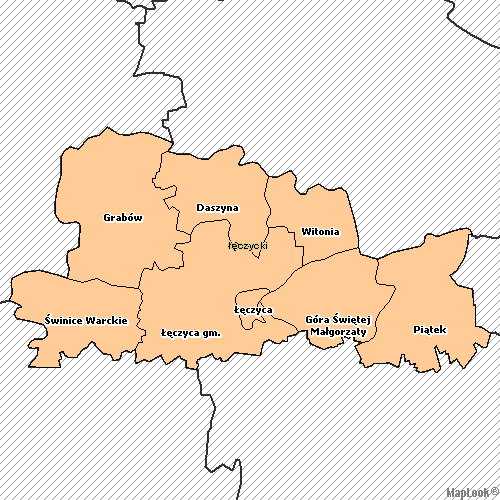 Daszyna
Grabów
Witonia
łęczycki
Łęczyca
Świnice Warckie
Łęczyca gm.
Góra Świętej
Małgorzaty
Piątek
MapLook®